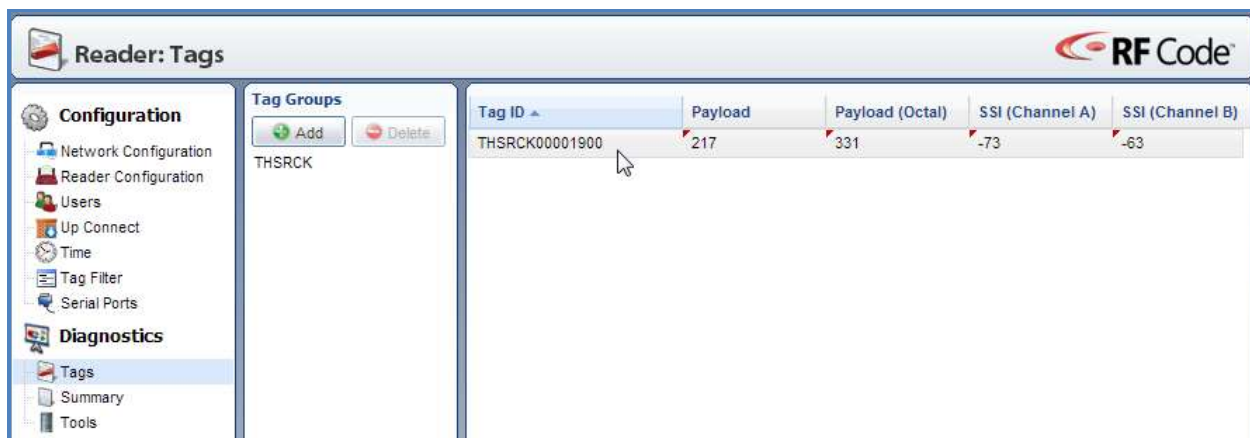 Reader: Tags
RF Code
Configuration
Network Configuration
Reader Configuration
Users
Up Connect
Time
Tag Filter
Serial Ports
Diagnostics
Tags
Summary
Tools
Tag Groups
Add Delete
THSRCK
Tag ID Payload Payload (Octal) SSI (Channel A) SSI (Channel B)
THSRCK00001900 217 331 -73 -63